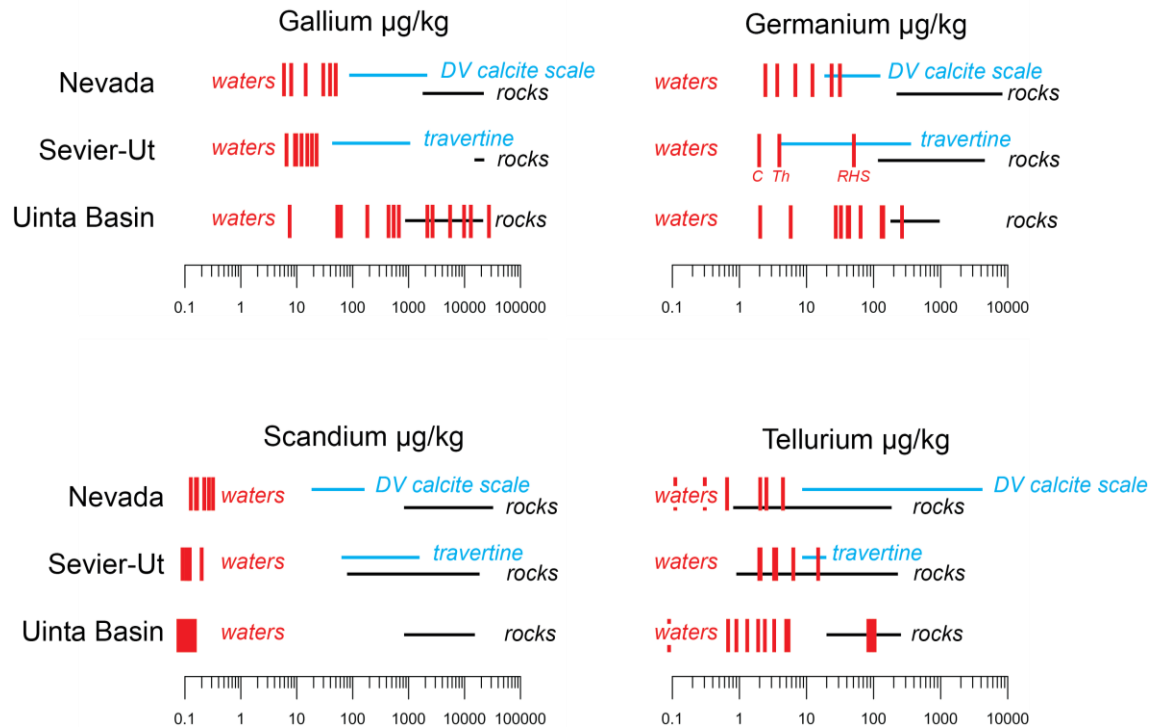 Gallium µg/kg
Nevada waters DV calcite scale
rocks
Sevier-Ut waters travertine
rocks
Uinta Basin waters rocks
0.1 1 10 100 1000 10000 100000
Germanium µg/kg
waters DV calcite scale
rocks
waters travertine
rocks
C Th RHS
waters rocks
0.1 1 10 100 1000 10000
Scandium µg/kg
Nevada waters DV calcite scale
rocks
Sevier-Ut waters travertine
rocks
Uinta Basin waters rocks
0.1 1 10 100 1000 10000 100000
Tellurium µg/kg
waters DV calcite scale
rocks
waters travertine
rocks
waters rocks
0.1 1 10 100 1000 10000